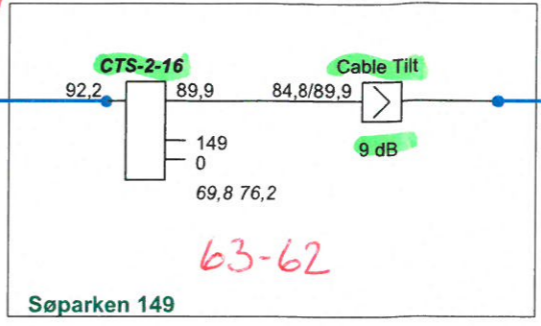 CTS-2-16 Cable Tilt
92,2 89,9 84,8/89,9
149 9 dB
0
69,8 76,2
63-62
Søparken 149